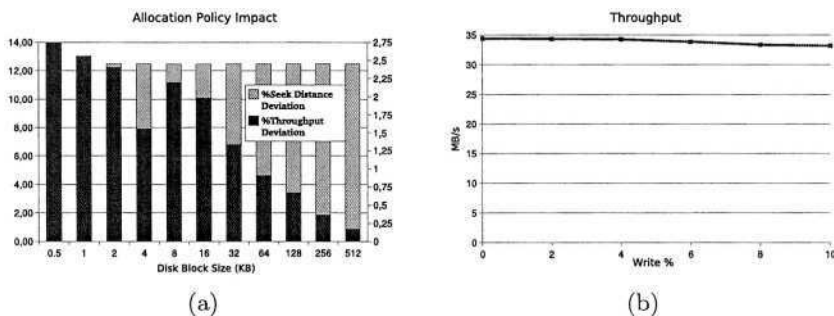 Allocation Policy Impact
14,00
12,00
10,00
8,00
6,00
4,00
2,00
0,00
2,75
2,5
2,25
2
1,75
1,5
1,25
1
0,75
0,5
0,25
0
%Seek Distance
Deviation
%Throughput
Deviation
0.5 1 2 4 8 16 32 64 128 256 512
Disk Block Size (KB)
(a)
Throughput
MB/s
35
30
25
20
15
10
5
0
0 2 4 6 8 10
Write %
(b)